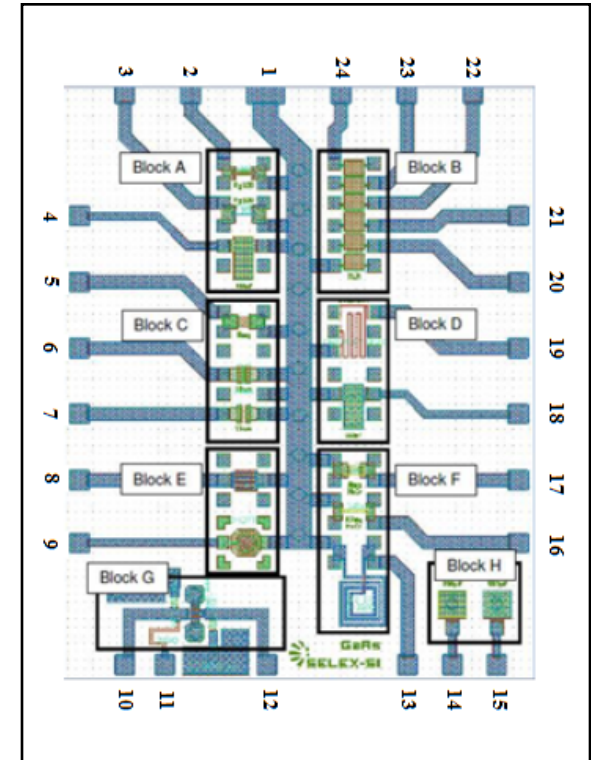 3 2 1 24 23 22
Block A Block B
4 21
5 20
Block C Block D
6 19
7 18
Block E Block F
8 17
9 16
Block G Block H
GaAs
SELEX-SI
10 11 12 13 14 15